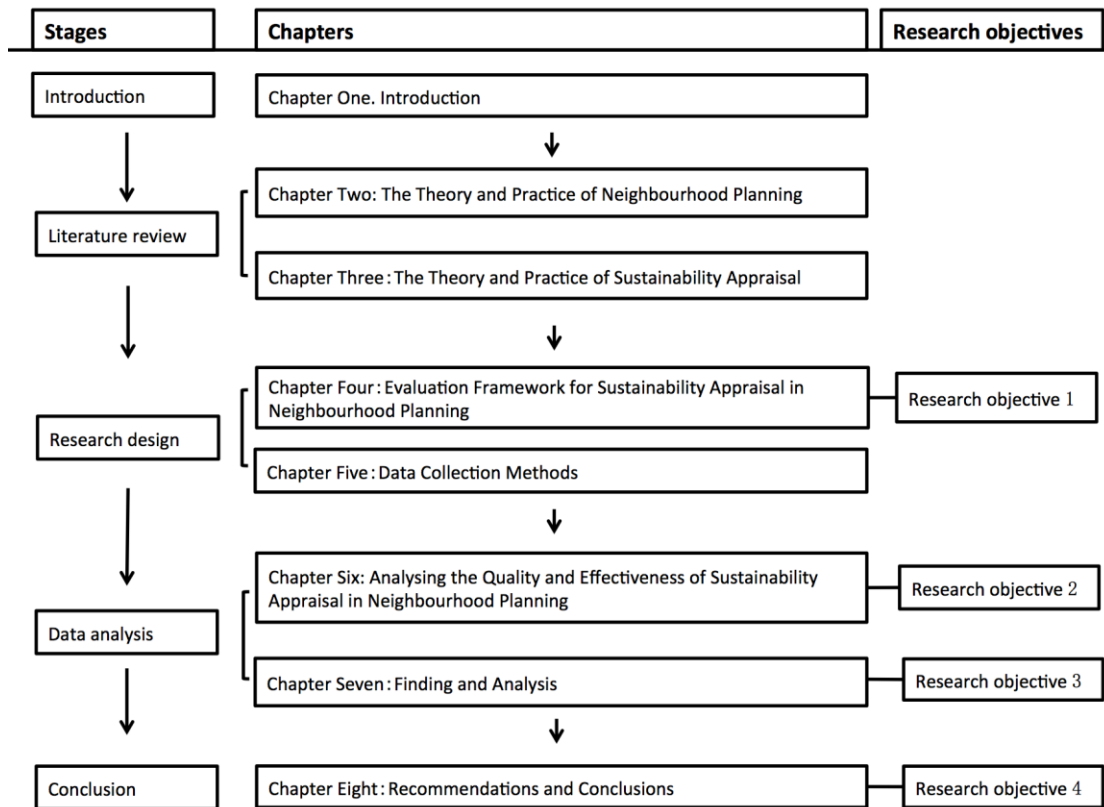 Stages
Chapters
Research objectives
Introduction
Chapter One. Introduction
Chapter Two: The Theory and Practice of Neighbourhood Planning
Literature review
Chapter Three: The Theory and Practice of Sustainability Appraisal
Chapter Four: Evaluation Framework for Sustainability Appraisal in
Neighbourhood Planning
Research objective 1
Research design
Chapter Five: Data Collection Methods
Chapter Six: Analysing the Quality and Effectiveness of Sustainability
Appraisal in Neighbourhood Planning
Research objective 2
Data analysis
Chapter Seven: Finding and Analysis
Research objective 3
Conclusion
Chapter Eight: Recommendations and Conclusions
Research objective 4